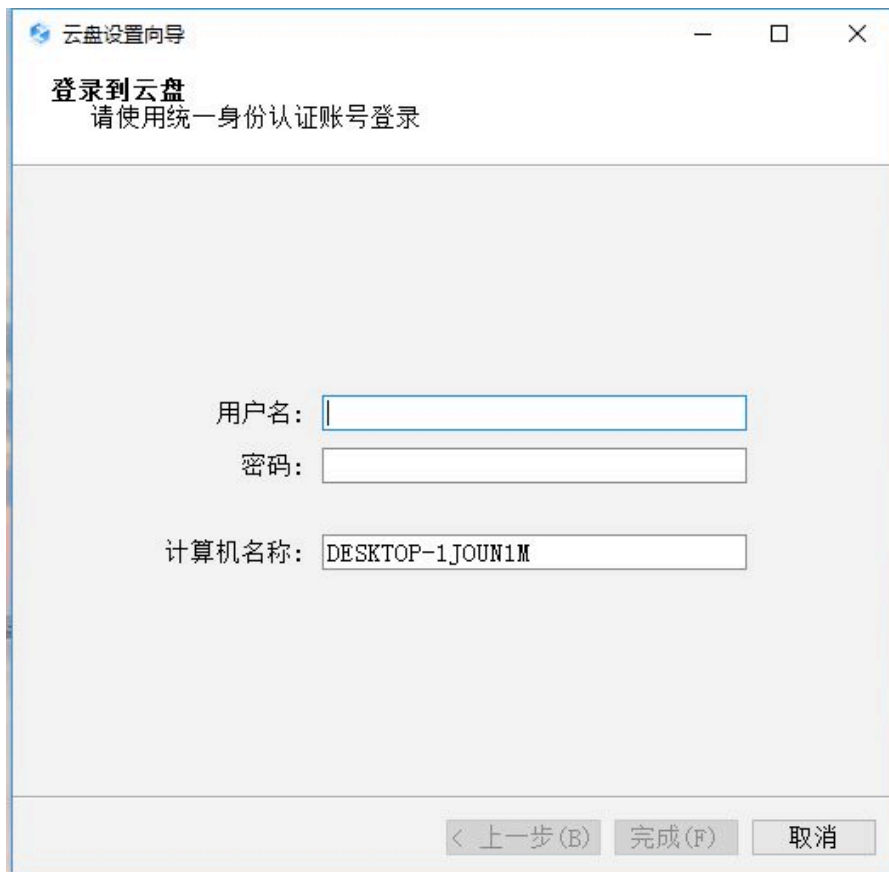 云盘设置向导
登录到云盘
请使用统一身份认证账号登录
用户名:
密码:
计算机名称: DESKTOP-1JOUN1M
< 上一步(B) 完成(F) 取消